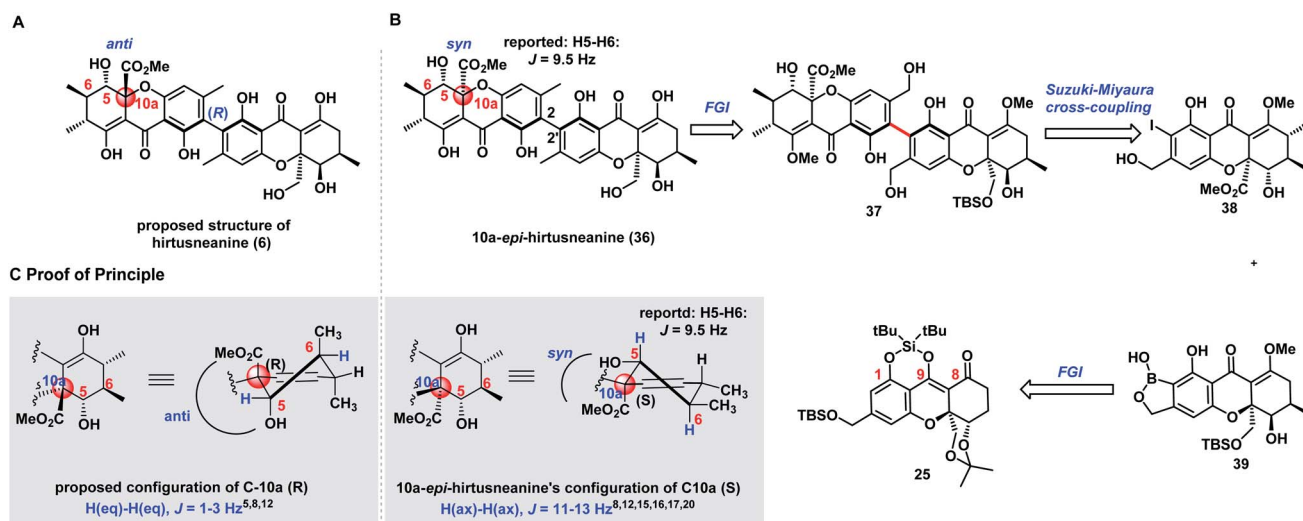 A
anti
HO
CO₂Me
6
5
10a
O
(R)
OH
O
OH
OH
O
OH
O
HO
OH
proposed structure of
hirtusneanine (6)
B
syn
reported: H5-H6:
J = 9.5 Hz
HO
CO₂Me
6
5
10a
O
2
2'
OH
O
OH
OH
O
OH
O
HO
OH
10a-epi-hirtusneanine (36)
FGI
HO
CO₂Me
O
OH
OH
O
OMe
OMe
O
OH
OH
O
TBSO
OH
37
Suzuki-Miyaura
cross-coupling
I
OH
O
OMe
HO
O
MeO₂C
OH
38
+
C Proof of Principle
OH
10a
5
6
MeO₂C
OH
anti
MeO₂C
(R)
10a
H
5
OH
CH₃
6
H
H
CH₃
proposed configuration of C-10a (R)
H(eq)-H(eq), J = 1-3 Hz⁵,⁸,¹²
reportd: H5-H6:
J = 9.5 Hz
OH
10a
5
6
MeO₂C
OH
syn
H
HO
5
10a
MeO₂C
(S)
H
CH₃
CH₃
6
H
10a-epi-hirtusneanine's configuration of C10a (S)
H(ax)-H(ax), J = 11-13 Hz⁸,¹²,¹⁵,¹⁶,¹⁷,²⁰
tBu
tBu
Si
O
O
O
1
9
8
TBSO
O
O
O
25
FGI
HO
B
O
OH
O
OMe
O
TBSO
OH
39